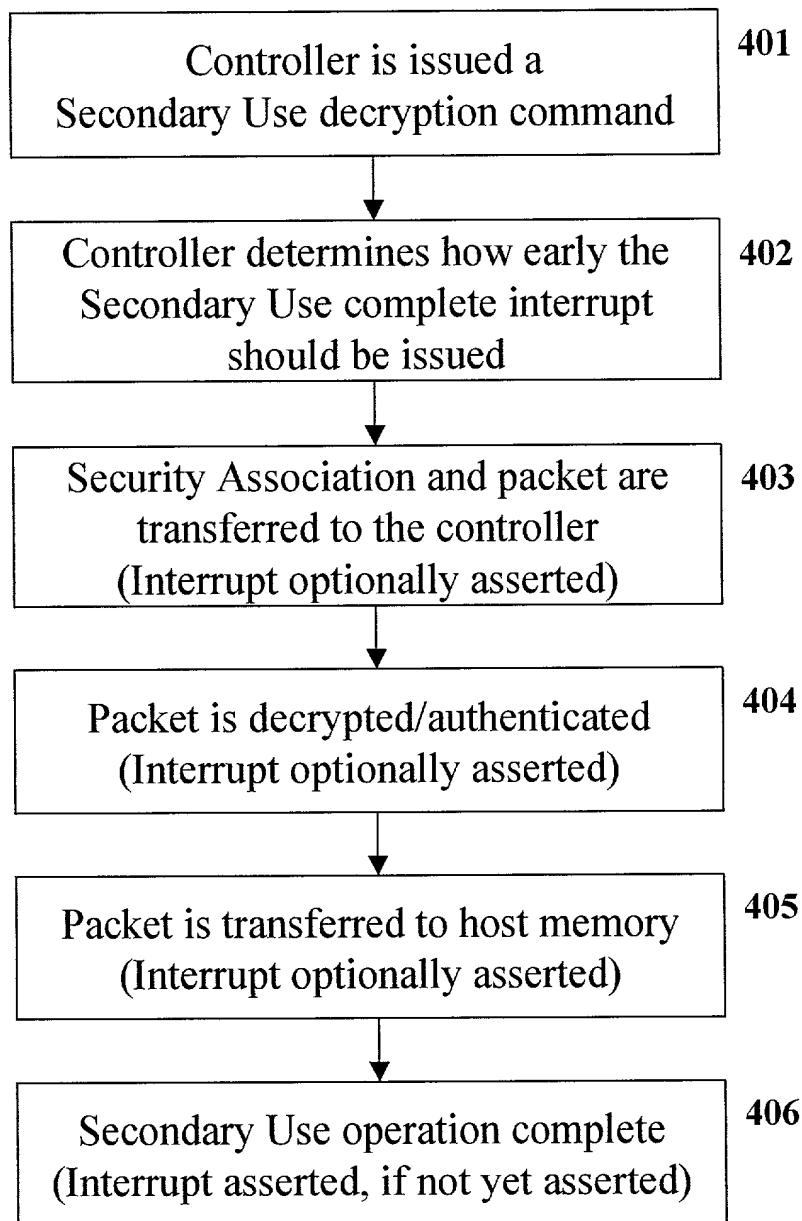 Controller is issued a
Secondary Use decryption command
401
Controller determines how early the
Secondary Use complete interrupt
should be issued
402
Security Association and packet are
transferred to the controller
(Interrupt optionally asserted)
403
Packet is decrypted/authenticated
(Interrupt optionally asserted)
404
Packet is transferred to host memory
(Interrupt optionally asserted)
405
Secondary Use operation complete
(Interrupt asserted, if not yet asserted)
406